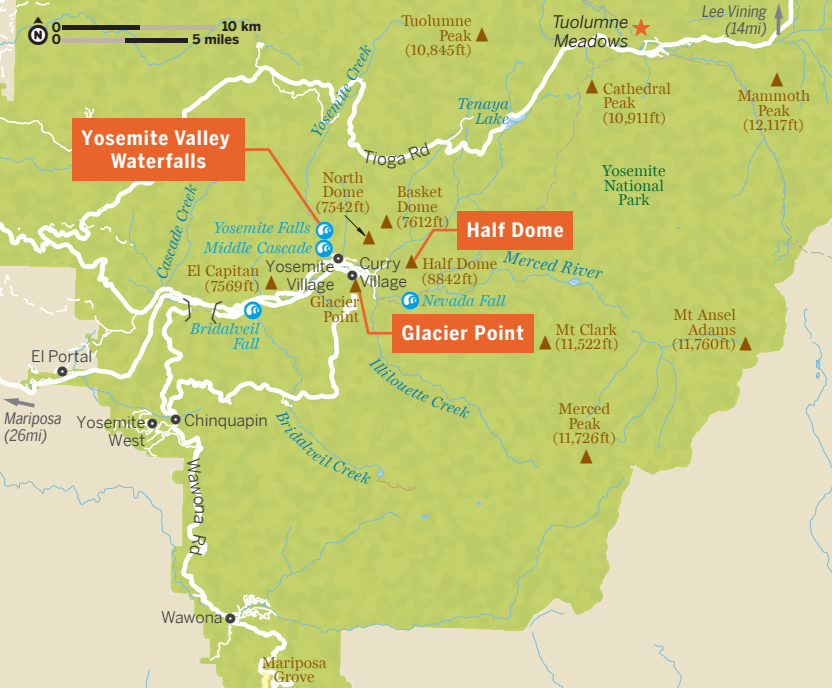 0 10 km
0 5 miles
N
Tuolumne
Peak
(10,845ft)
Tuolumne
Meadows
Lee Vining
(14mi)
Yosemite Creek
Tenaya
Lake
Cathedral
Peak
(10,911ft)
Mammoth
Peak
(12,117ft)
Yosemite Valley
Waterfalls
Tioga Rd
Yosemite
National
Park
North
Dome
(7542ft)
Basket
Dome
(7612ft)
Cascade Creek
Yosemite Falls
Middle Cascade
Half Dome
Merced River
El Capitan
(7569ft)
Yosemite
Village
Curry
Village
Half Dome
(8842ft)
Glacier
Point
Nevada Fall
Bridalveil
Fall
Glacier Point
Mt Clark
(11,522ft)
Mt Ansel
Adams
(11,760ft)
El Portal
Illilouette Creek
Mariposa
(26mi)
Yosemite
West
Chinquapin
Bridalveil Creek
Merced
Peak
(11,726ft)
Wawona Rd
Wawona
Mariposa
Grove